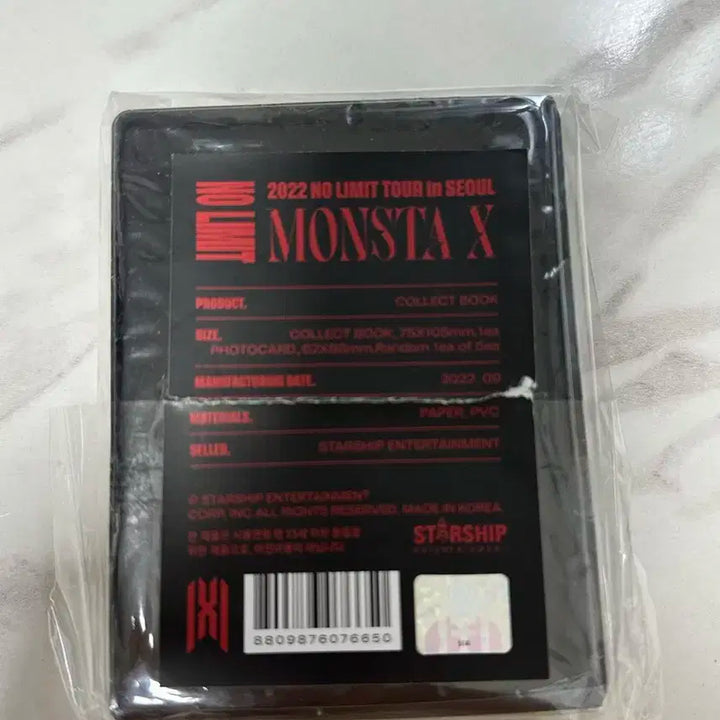 NO LIMIT
2022 NO LIMIT TOUR in SEOUL
MONSTA X
PRODUCT. COLLECT BOOK
SIZE. COLLECT BOOK, 75X105mm,1ea
PHOTOCARD, Random 1ea of 6ea
MANUFACTURING DATE. 2022 09
MATERIALS. PAPER, PVC
SELLER. STARSHIP ENTERTAINMENT
© STARSHIP ENTERTAINMENT
CORP. INC ALL RIGHTS RESERVED. MADE IN KOREA
STARSHIP
8809876076650